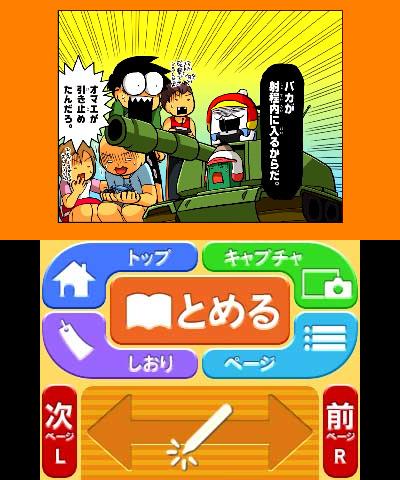 バカが
射程内に入るからだ。
オマエが
引き止め
たんだろ。
トップ
キャプチャ
とめる
しおり
ページ
次
ページ
L
前
ページ
R